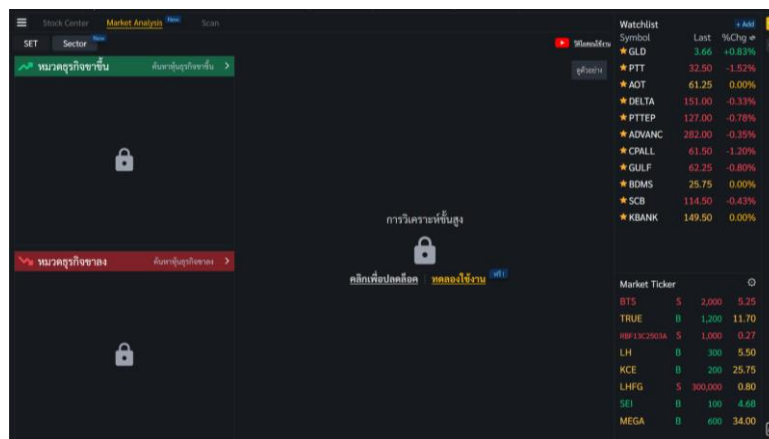 Stock Center Market Analysis New Scan
SET Sector New
วิธีใช้งานฟังก์ชัน
ดูตัวอย่าง
หมวดธุรกิจขาขึ้น ค้นหาหุ้นธุรกิจขาขึ้น >
หมวดธุรกิจขาลง ค้นหาหุ้นธุรกิจขาลง >
การวิเคราะห์ขั้นสูง
คลิกเพื่อปลดล็อค | ทดลองใช้งาน ฟรี !
Watchlist + Add
Symbol Last %Chg
GLD 3.66 +0.83%
PTT 32.50 -1.52%
AOT 61.25 0.00%
DELTA 151.00 -0.33%
PTTEP 127.00 -0.78%
ADVANC 282.00 -0.35%
CPALL 61.50 -1.20%
GULF 62.25 -0.80%
BDMS 25.75 0.00%
SCB 114.50 -0.43%
KBANK 149.50 0.00%
Market Ticker
BTS S 2,000 5.25
TRUE B 1,200 11.70
RBF13C2503A S 1,000 0.27
LH B 300 5.50
KCE B 200 25.75
LHFG S 300,000 0.80
SEI B 100 4.68
MEGA B 600 34.00